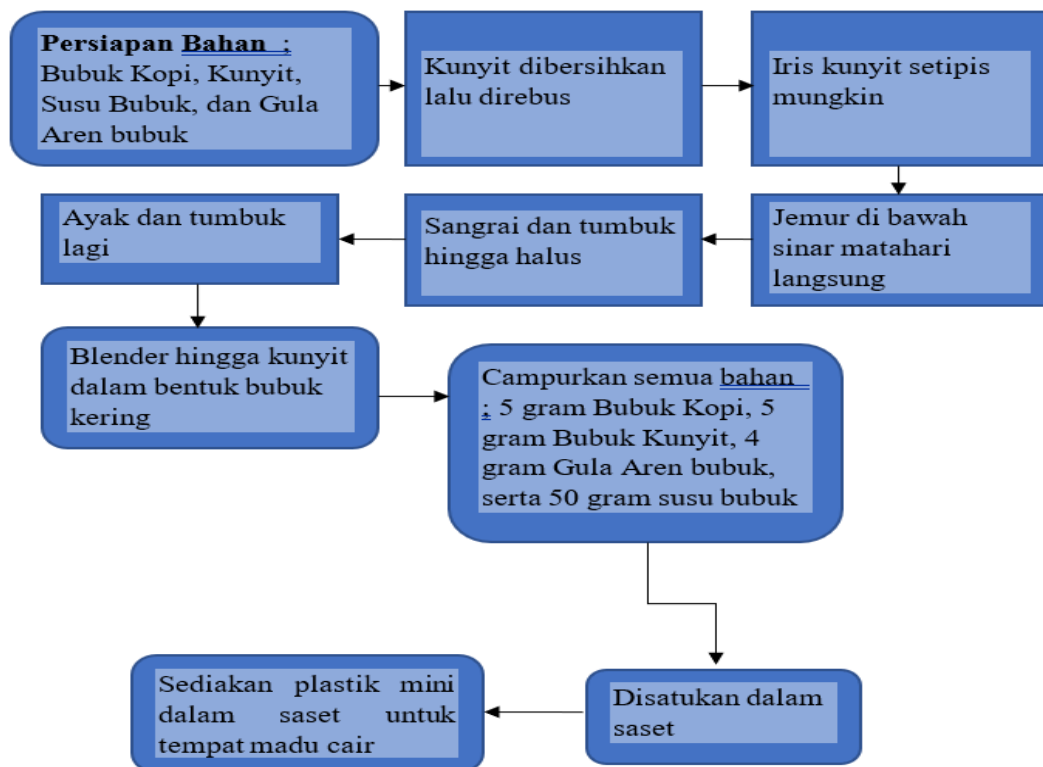 Persiapan Bahan ;
Bubuk Kopi, Kunyit,
Susu Bubuk, dan Gula
Aren bubuk
Kunyit dibersihkan
lalu direbus
Iris kunyit setipis
mungkin
Jemur di bawah
sinar matahari
langsung
Sangrai dan tumbuk
hingga halus
Ayak dan tumbuk
lagi
Blender hingga kunyit
dalam bentuk bubuk
kering
Campurkan semua bahan
; 5 gram Bubuk Kopi, 5
gram Bubuk Kunyit, 4
gram Gula Aren bubuk,
serta 50 gram susu bubuk
Disatukan dalam
saset
Sediakan plastik mini
dalam saset untuk
tempat madu cair